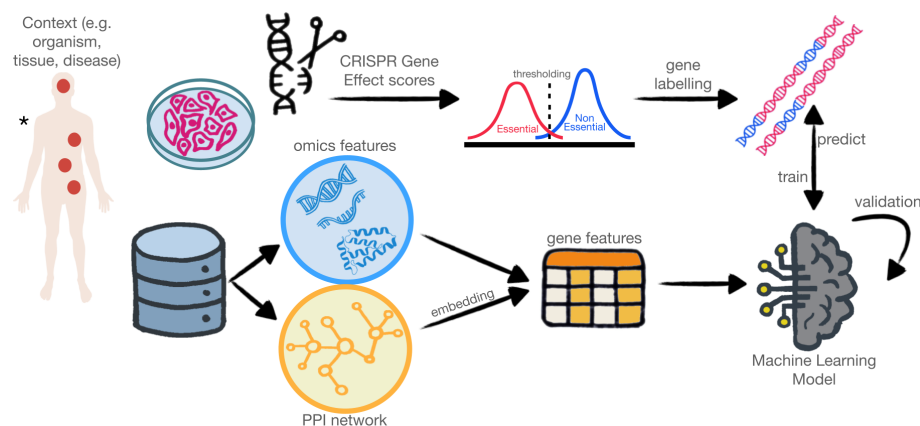 Context (e.g.
organism,
tissue, disease)
*
CRISPR Gene
Effect scores
thresholding
Essential
Non
Essential
gene
labelling
predict
train
validation
omics features
gene features
embedding
PPI network
Machine Learning
Model